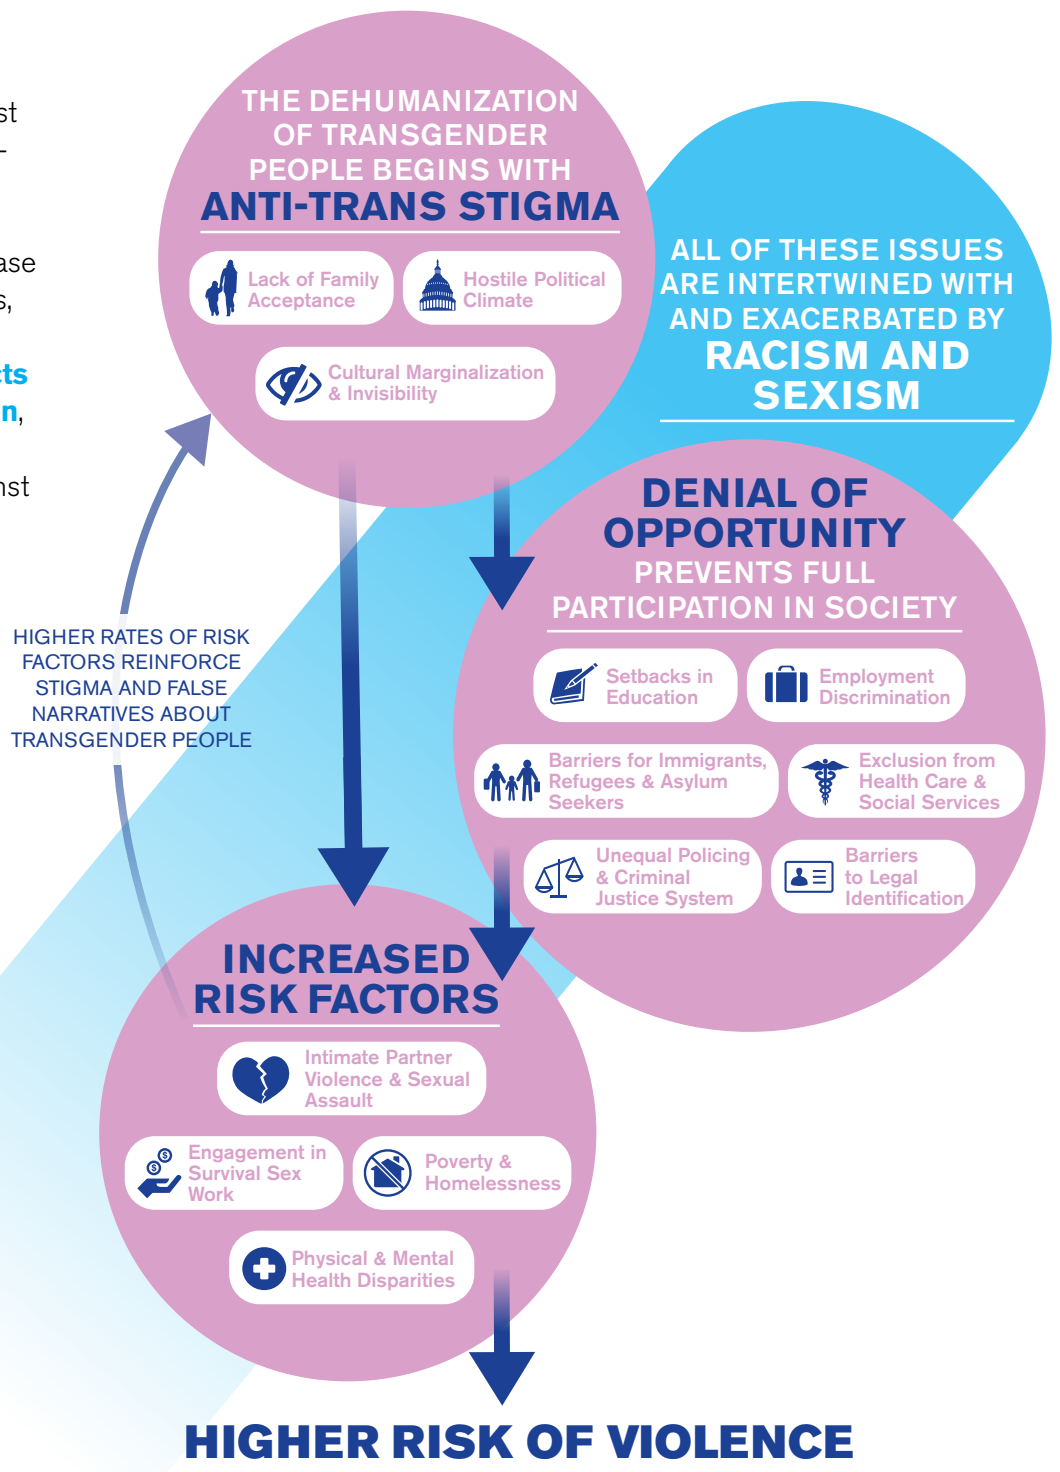 st
–
ase
s,
cts
n,
nst
THE DEHUMANIZATION
OF TRANSGENDER
PEOPLE BEGINS WITH
ANTI-TRANS STIGMA
Lack of Family
Acceptance
Hostile Political
Climate
Cultural Marginalization
& Invisibility
ALL OF THESE ISSUES
ARE INTERTWINED WITH
AND EXACERBATED BY
RACISM AND
SEXISM
DENIAL OF
OPPORTUNITY
PREVENTS FULL
PARTICIPATION IN SOCIETY
Setbacks in
Education
Employment
Discrimination
Barriers for Immigrants,
Refugees & Asylum
Seekers
Exclusion from
Health Care &
Social Services
Unequal Policing
& Criminal
Justice System
Barriers
to Legal
Identification
HIGHER RATES OF RISK
FACTORS REINFORCE
STIGMA AND FALSE
NARRATIVES ABOUT
TRANSGENDER PEOPLE
INCREASED
RISK FACTORS
Intimate Partner
Violence & Sexual
Assault
$
$
Engagement in
Survival Sex
Work
Poverty &
Homelessness
Physical & Mental
Health Disparities
HIGHER RISK OF VIOLENCE